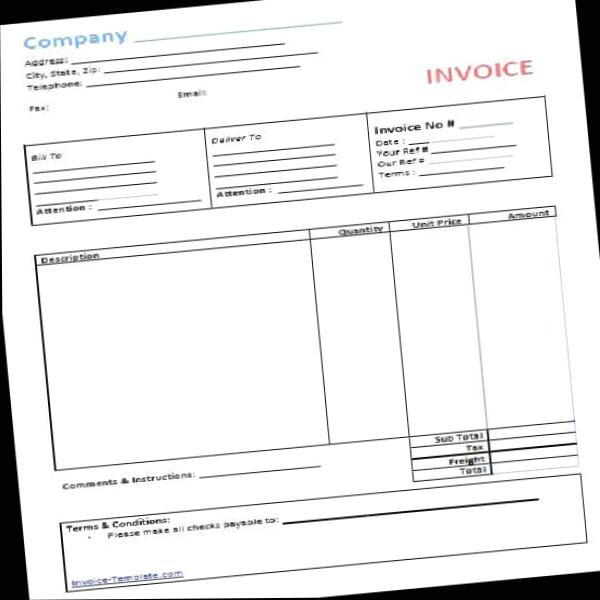 Company
INVOICE
Address:
City, State, Zip:
Telephone:
Fax: Email:
Bill To
Attention :
Deliver To
Attention :
Invoice No #
Date :
Your Ref #
Our Ref #
Terms :
Description Quantity Unit Price Amount
Sub Total
Tax
Freight
Total
Comments & Instructions:
Terms & Conditions:
· Please make all checks payable to:
Invoice-Template.com